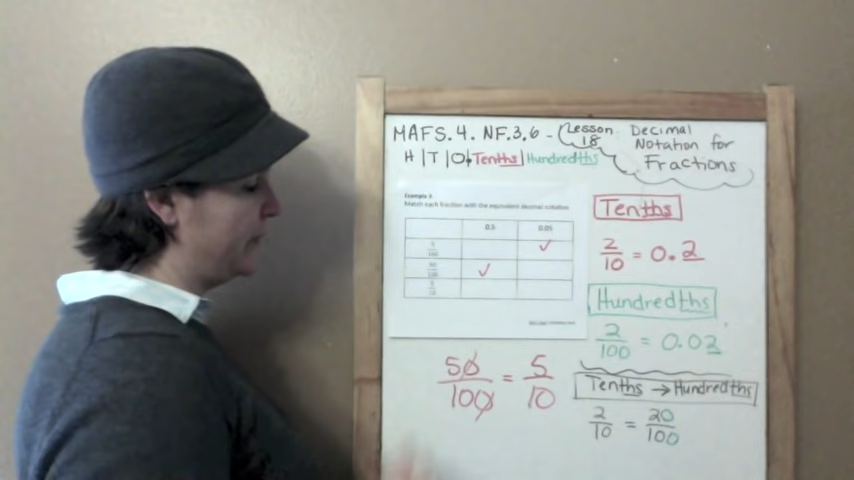 MAFS.4.NF.3.6 - Lesson 18 Decimal Notation for Fractions
H | T | O . Tenths | Hundredths
Example 3
Match each fraction with the equivalent decimal notation.
0.5 0.05
5/100 ✓
50/100 ✓
5/10
Tenths
2/10 = 0.2
Hundredths
2/100 = 0.02
50/100 = 5/10
Tenths → Hundredths
2/10 = 20/100